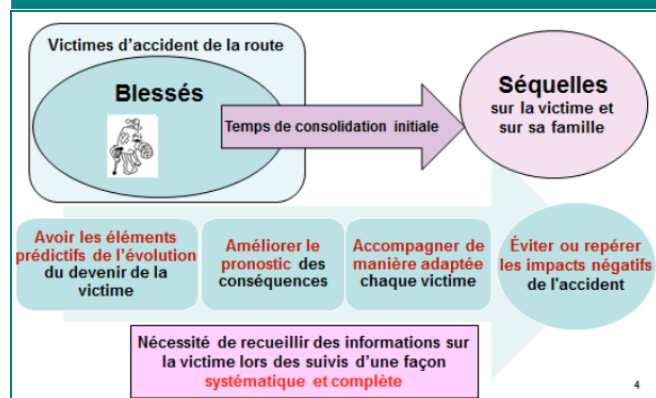 Victimes d'accident de la route
Blessés
Temps de consolidation initiale
Séquelles
sur la victime et
sur sa famille
Avoir les éléments
prédictifs de l'évolution
du devenir de la
victime
Améliorer le
pronostic des
conséquences
Accompagner de
manière adaptée
chaque victime
Éviter ou repérer
les impacts négatifs
de l'accident
Nécessité de recueillir des informations sur
la victime lors des suivis d'une façon
systématique et complète
4